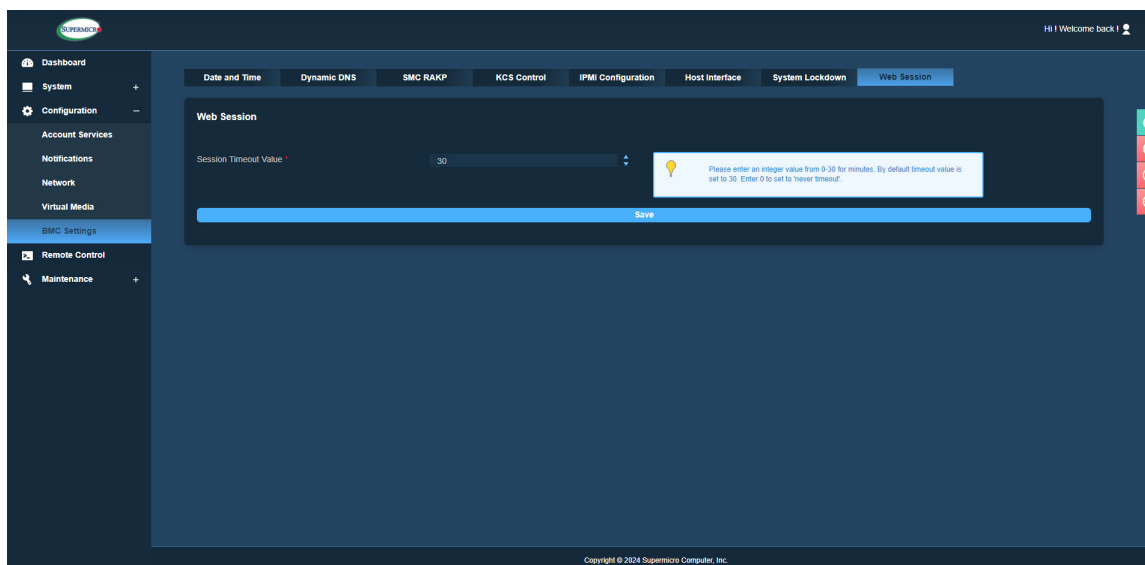 SUPERMICR
Hi ! Welcome back !
Dashboard
System +
Configuration −
Account Services
Notifications
Network
Virtual Media
BMC Settings
Remote Control
Maintenance +
Date and Time Dynamic DNS SMC RAKP KCS Control IPMI Configuration Host Interface System Lockdown Web Session
Web Session
Session Timeout Value * 30
Please enter an integer value from 0-30 for minutes. By default timeout value is
set to 30. Enter 0 to set to 'never timeout'.
Save
Copyright © 2024 Supermicro Computer, Inc.